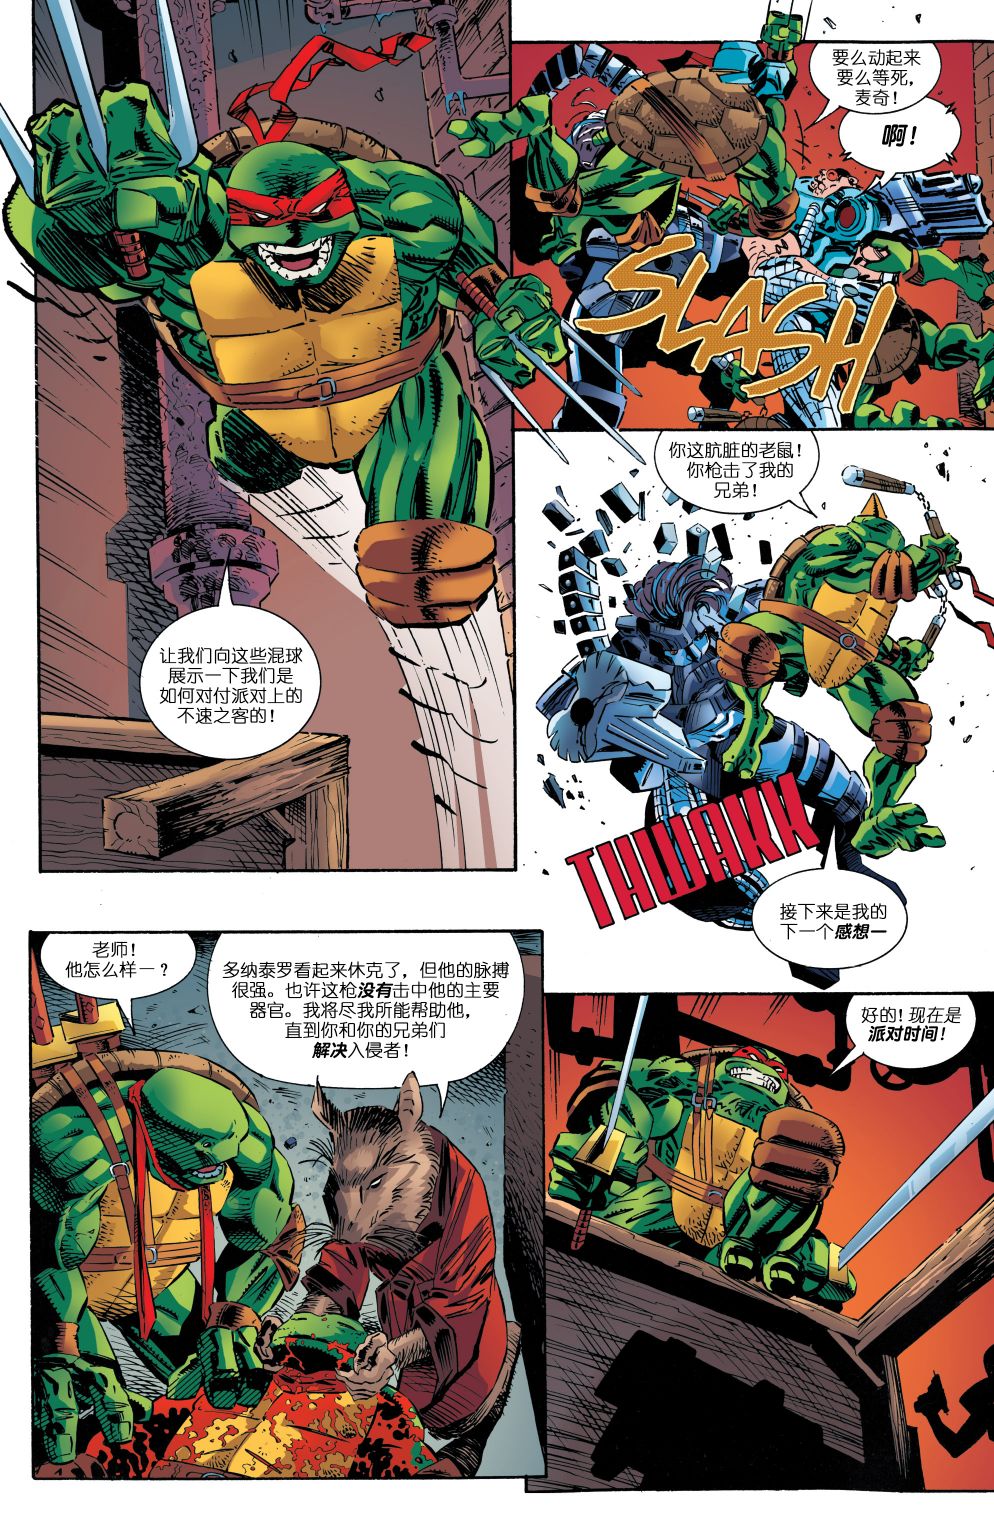 让我们向这些混球
展示一下我们是
如何对付派对上的
不速之客的！
要么动起来
要么等死，
麦奇！
啊！
SLASH
你这肮脏的老鼠！
你枪击了我的
兄弟！
THWAKK
接下来是我的
下一个感想一
老师！
他怎么样一？
多纳泰罗看起来休克了，但他的脉搏
很强。也许这枪没有击中他的主要
器官。我将尽我所能帮助他，
直到你和你的兄弟们
解决入侵者！
好的！现在是
派对时间！